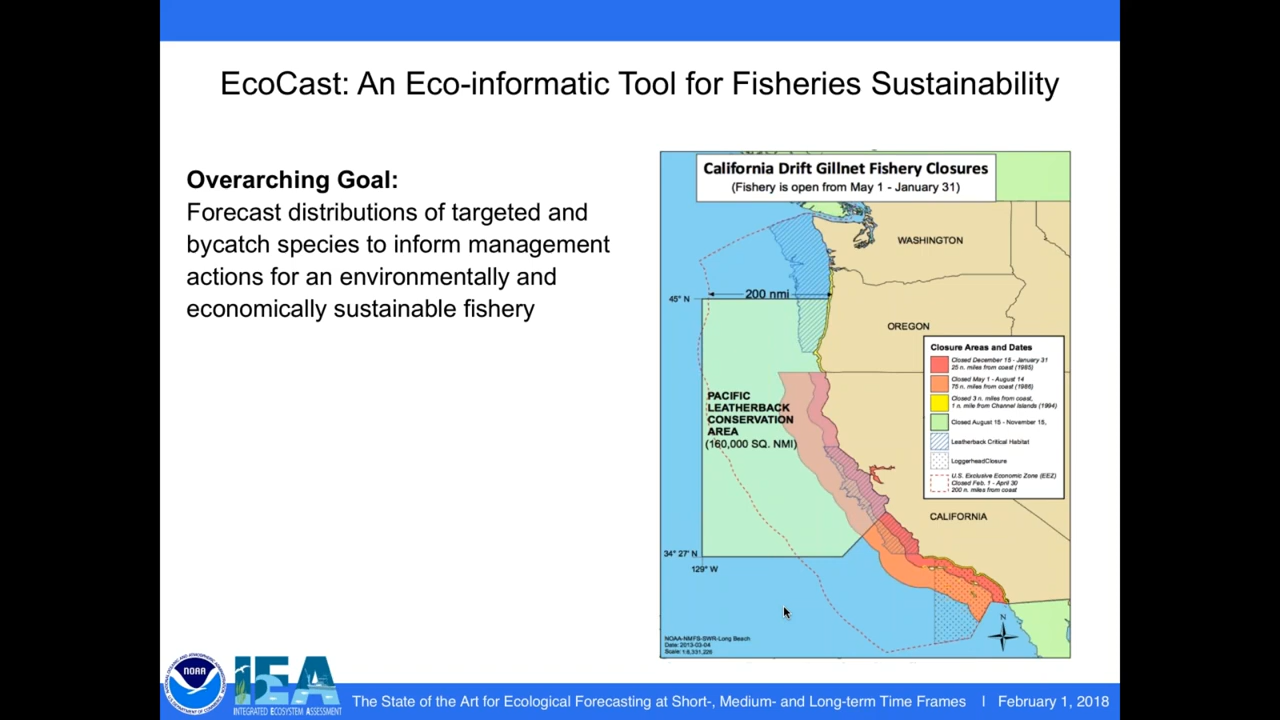 EcoCast: An Eco-informatic Tool for Fisheries Sustainability
Overarching Goal:
Forecast distributions of targeted and
bycatch species to inform management
actions for an environmentally and
economically sustainable fishery
California Drift Gillnet Fishery Closures
(Fishery is open from May 1 - January 31)
WASHINGTON
200 nmi
45° N
OREGON
Closure Areas and Dates
Closed December 15 - January 31
25 n. miles from coast (1985)
Closed May 1 - August 14
75 n. miles from coast (1986)
Closed 3 n. miles from coast,
1 n. mile from Channel Islands (1994)
Closed August 15 - November 15,
Leatherback Critical Habitat
LoggerheadClosure
U.S. Exclusive Economic Zone (EEZ)
Closed Feb. 1 - April 30
200 n. miles from coast
PACIFIC
LEATHERBACK
CONSERVATION
AREA
(160,000 SQ. NMI)
CALIFORNIA
34° 27' N
129° W
N
NOAA-NMFS-SWR-Long Beach
Date: 2013-03-04
Scale: 1:6,331,226
NOAA
IEA
INTEGRATED ECOSYSTEM ASSESSMENT
The State of the Art for Ecological Forecasting at Short-, Medium- and Long-term Time Frames | February 1, 2018